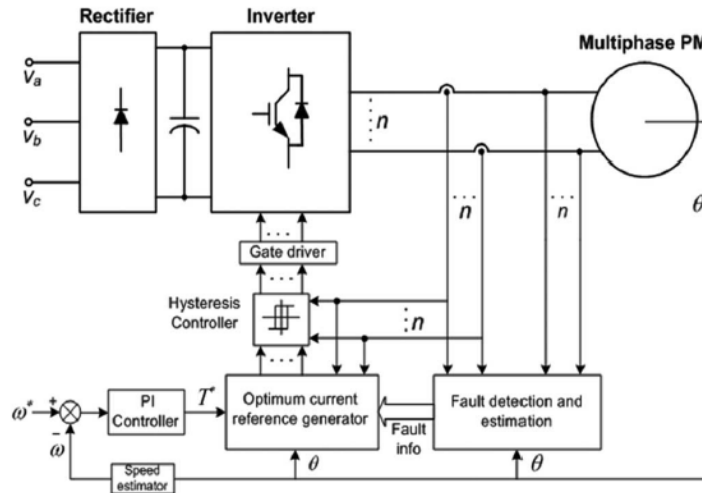 Rectifier
Inverter
Multiphase PM
Va
Vb
Vc
n
n
n
θ
Gate driver
Hysteresis
Controller
n
ω*
+
−
ω
PI
Controller
T*
Optimum current
reference generator
Fault
info
Fault detection and
estimation
Speed
estimator
θ
θ